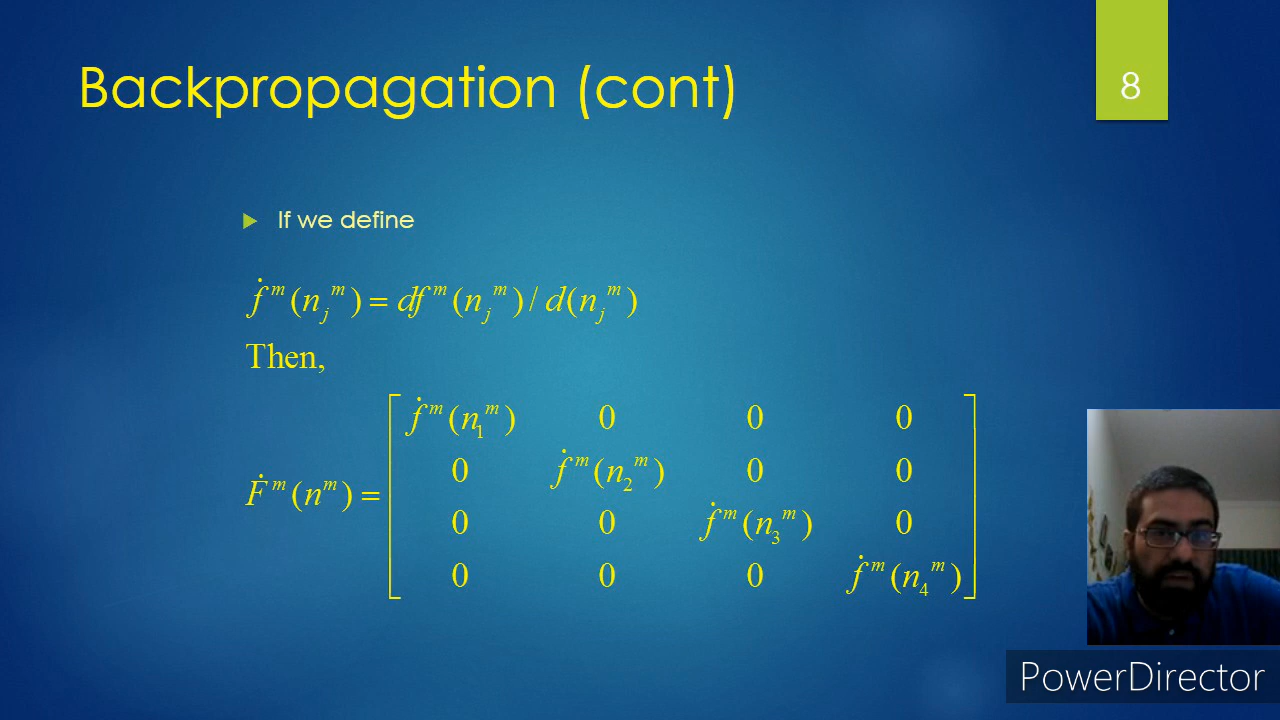 Backpropagation (cont)
8
If we define
ḟ^m(n_j^m) = df^m(n_j^m) / d(n_j^m)
Then,
Ḟ^m(n^m) = [
ḟ^m(n_1^m) 0 0 0
0 ḟ^m(n_2^m) 0 0
0 0 ḟ^m(n_3^m) 0
0 0 0 ḟ^m(n_4^m)
]
PowerDirector